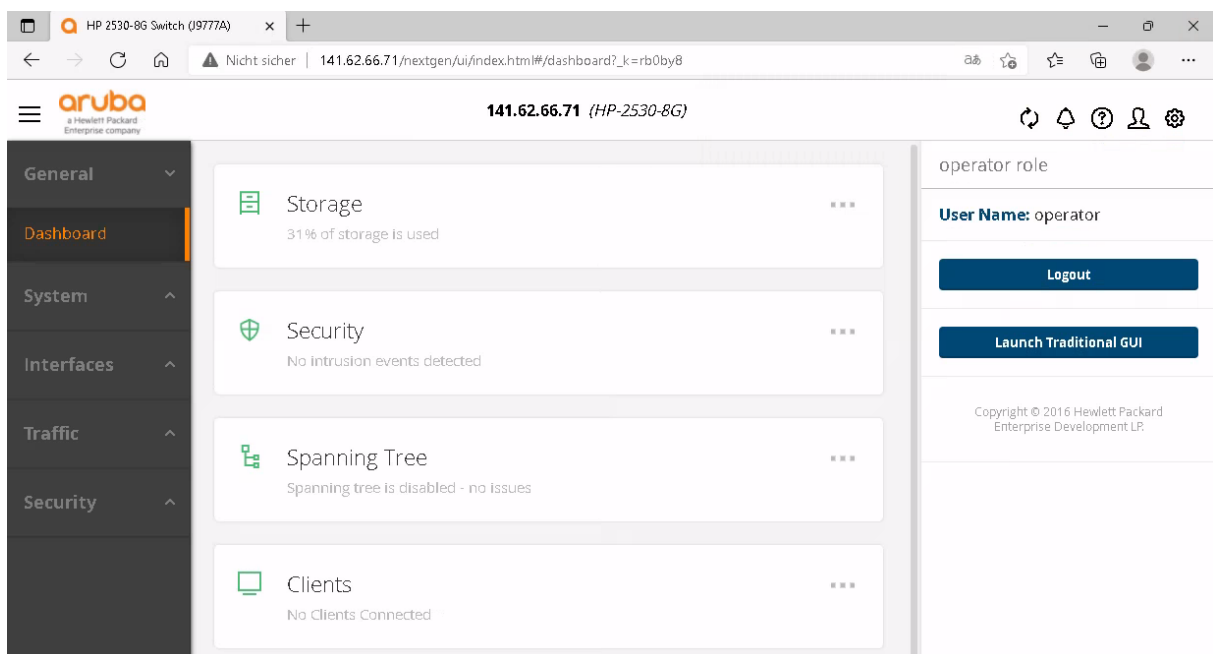 HP 2530-8G Switch (J9777A)
Nicht sicher | 141.62.66.71/nextgen/ui/index.html#/dashboard?_k=rb0by8
aruba
a Hewlett Packard
Enterprise company
141.62.66.71 (HP-2530-8G)
General
Dashboard
System
Interfaces
Traffic
Security
Storage
31% of storage is used
Security
No intrusion events detected
Spanning Tree
Spanning tree is disabled - no issues
Clients
No Clients Connected
operator role
User Name: operator
Logout
Launch Traditional GUI
Copyright © 2016 Hewlett Packard
Enterprise Development LP.